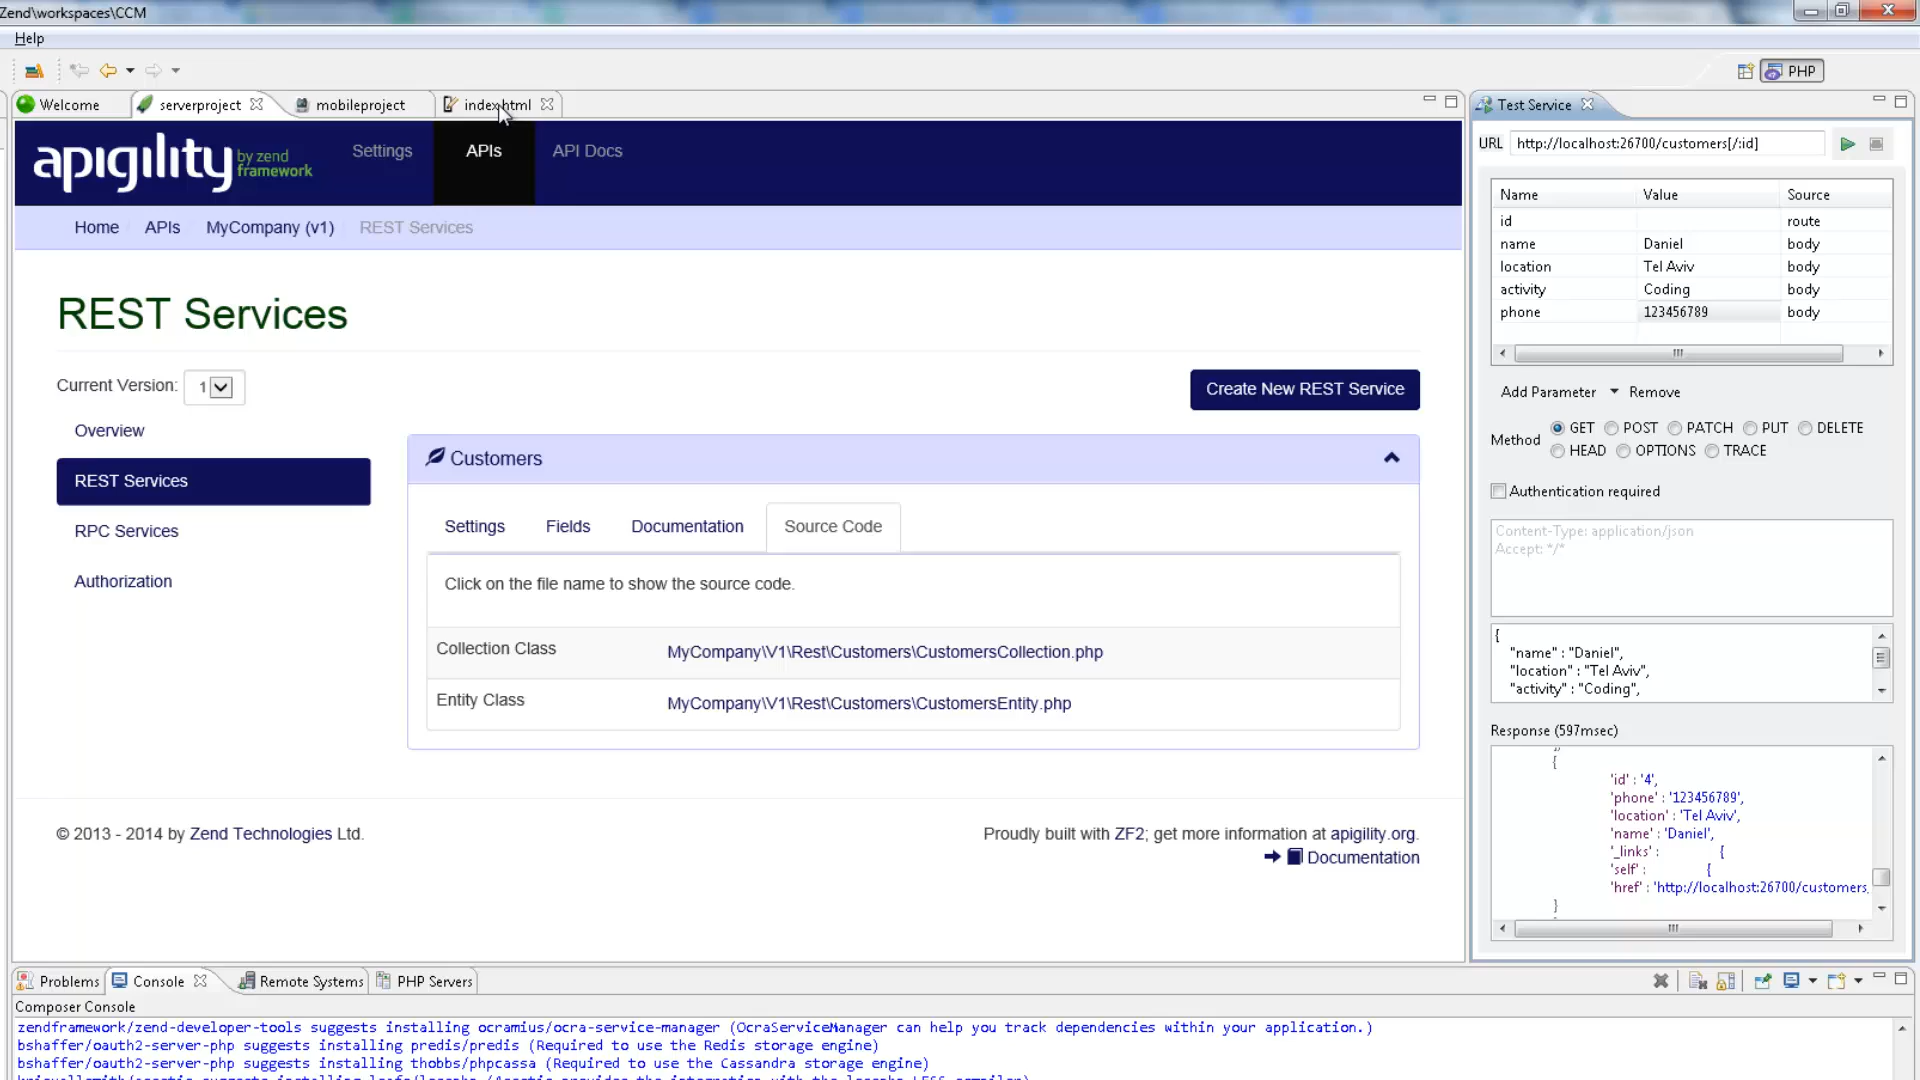 Zend\workspaces\CCM
Help
PHP
Welcome
serverproject
mobileproject
index.html
Test Service
apigility by zend framework
Settings
APIs
API Docs
Home
APIs
MyCompany (v1)
REST Services
REST Services
Current Version: 1
Create New REST Service
Overview
REST Services
RPC Services
Authorization
Customers
Settings
Fields
Documentation
Source Code
Click on the file name to show the source code.
Collection Class
MyCompany\V1\Rest\Customers\CustomersCollection.php
Entity Class
MyCompany\V1\Rest\Customers\CustomersEntity.php
© 2013 - 2014 by Zend Technologies Ltd.
Proudly built with ZF2; get more information at apigility.org.
Documentation
URL http://localhost:26700/customers[/:id]
Name Value Source
id route
name Daniel body
location Tel Aviv body
activity Coding body
phone 123456789 body
Add Parameter Remove
Method GET POST PATCH PUT DELETE
HEAD OPTIONS TRACE
Authentication required
Content-Type: application/json
Accept: */*
{
"name" : "Daniel",
"location" : "Tel Aviv",
"activity" : "Coding",
Response (597msec)
{
'id' : '4',
'phone' : '123456789',
'location' : 'Tel Aviv',
'name' : 'Daniel',
'_links' : {
'self' : {
'href' : 'http://localhost:26700/customers
}
Problems
Console
Remote Systems
PHP Servers
Composer Console
zendframework/zend-developer-tools suggests installing ocramius/ocra-service-manager (OcraServiceManager can help you track dependencies within your application.)
bshaffer/oauth2-server-php suggests installing predis/predis (Required to use the Redis storage engine)
bshaffer/oauth2-server-php suggests installing thobbs/phpcassa (Required to use the Cassandra storage engine)